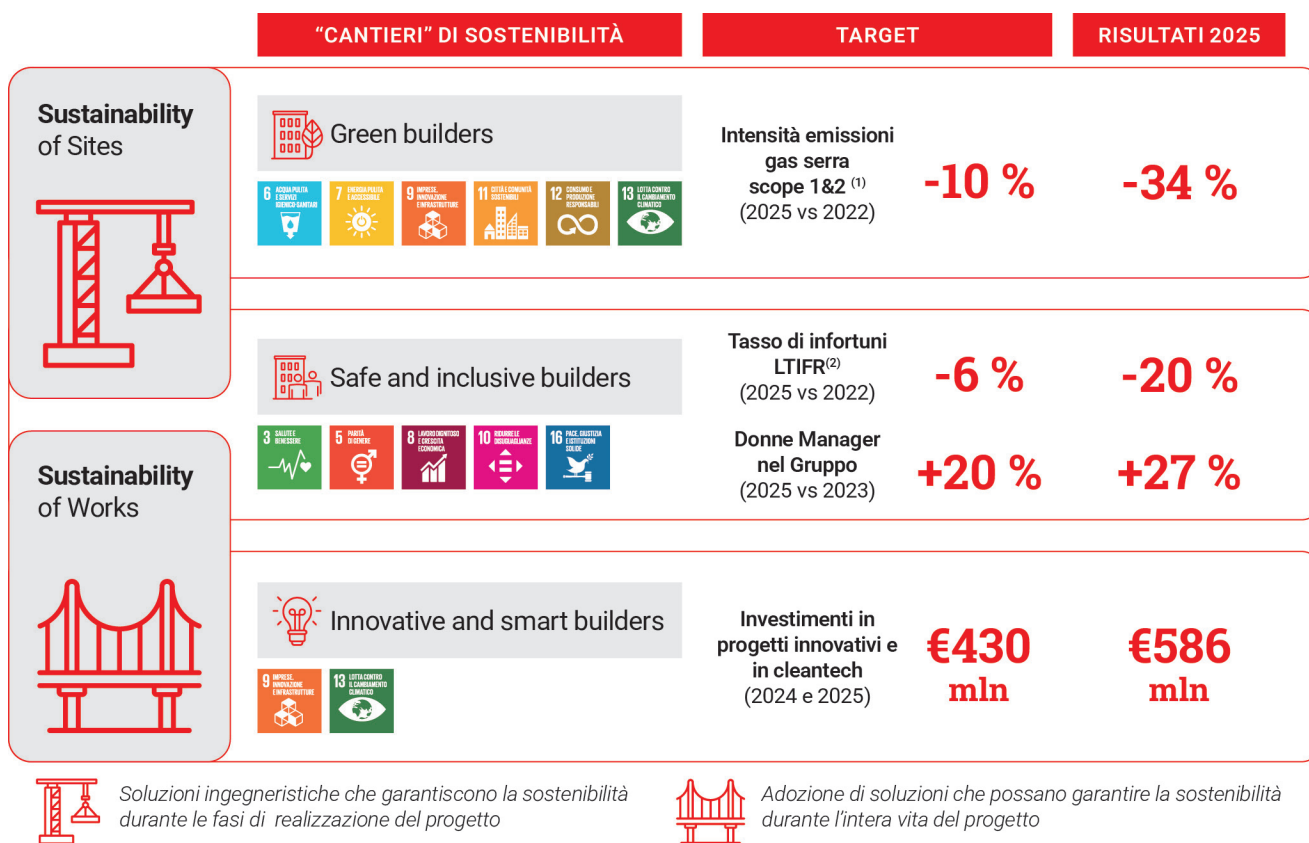 “CANTIERI” DI SOSTENIBILITÀ
TARGET
RISULTATI 2025
Sustainability
of Sites
Green builders
6 ACQUA PULITA
E SERVIZI
IGIENICO-SANITARI
7 ENERGIA PULITA
E ACCESSIBILE
9 IMPRESE,
INNOVAZIONE
E INFRASTRUTTURE
11 CITTÀ E COMUNITÀ
SOSTENIBILI
12 CONSUMO E
PRODUZIONE
RESPONSABILI
13 LOTTA CONTRO
IL CAMBIAMENTO
CLIMATICO
Intensità emissioni
gas serra
scope 1&2 (1)
(2025 vs 2022)
-10 %
-34 %
Safe and inclusive builders
3 SALUTE E
BENESSERE
5 PARITÀ
DI GENERE
8 LAVORO DIGNITOSO
E CRESCITA
ECONOMICA
10 RIDURRE LE
DISUGUAGLIANZE
16 PACE, GIUSTIZIA
E ISTITUZIONI
SOLIDE
Tasso di infortuni
LTIFR(2)
(2025 vs 2022)
-6 %
-20 %
Donne Manager
nel Gruppo
(2025 vs 2023)
+20 %
+27 %
Sustainability
of Works
Innovative and smart builders
9 IMPRESE,
INNOVAZIONE
E INFRASTRUTTURE
13 LOTTA CONTRO
IL CAMBIAMENTO
CLIMATICO
Investimenti in
progetti innovativi e
in cleantech
(2024 e 2025)
€430
mln
€586
mln
Soluzioni ingegneristiche che garantiscono la sostenibilità
durante le fasi di realizzazione del progetto
Adozione di soluzioni che possano garantire la sostenibilità
durante l’intera vita del progetto